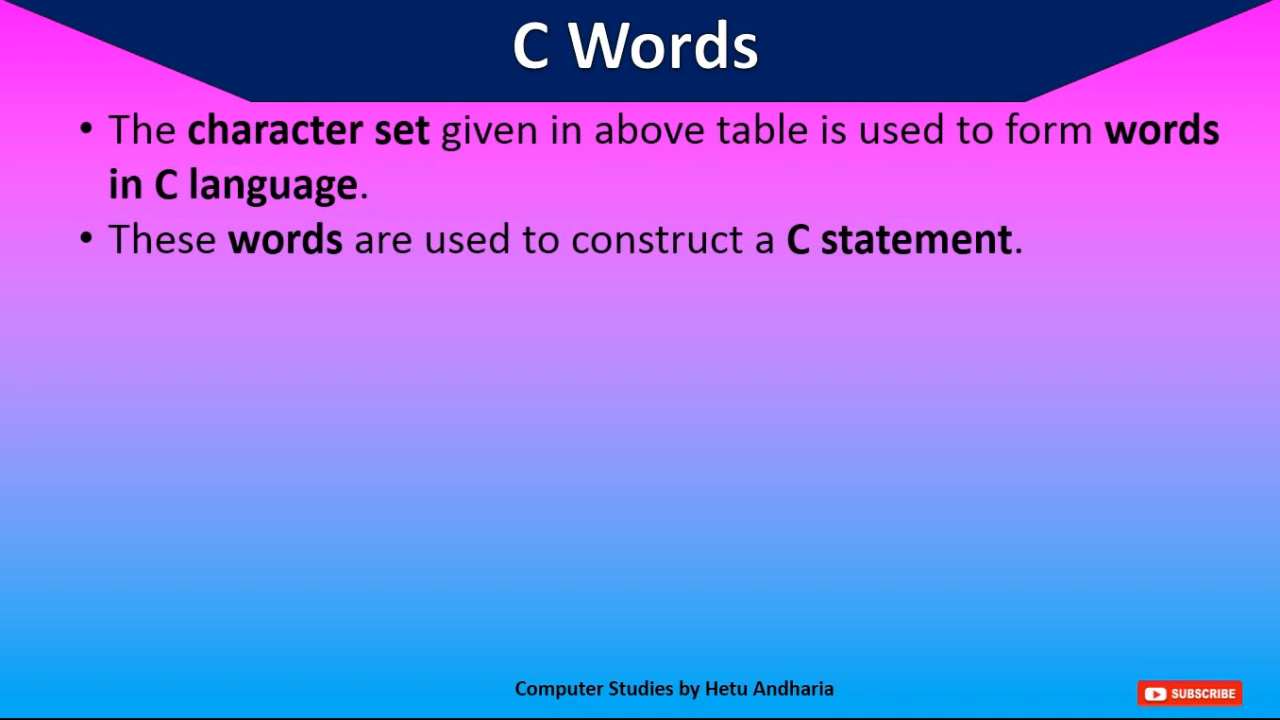 C Words
• The character set given in above table is used to form words
in C language.
• These words are used to construct a C statement.
Computer Studies by Hetu Andharia
SUBSCRIBE